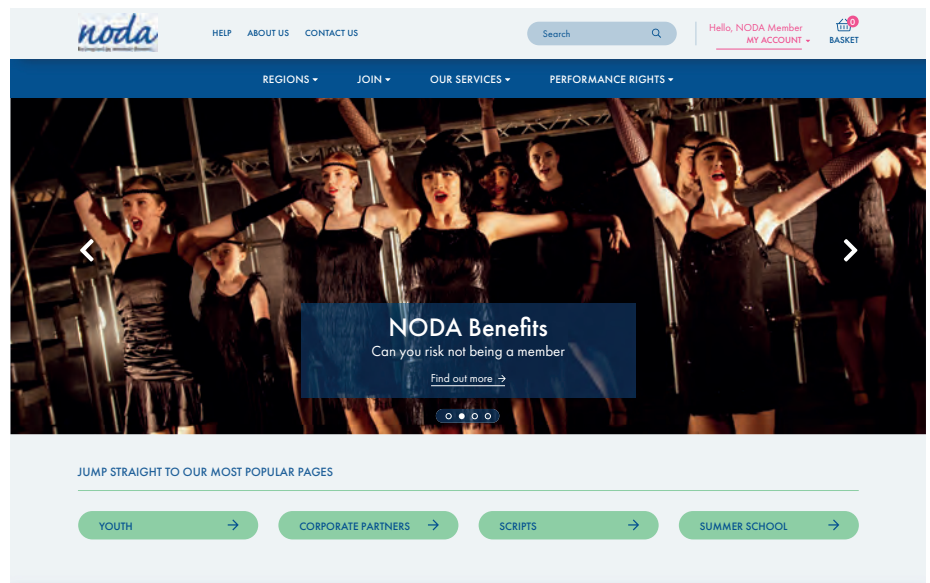 noda
HELP
ABOUT US
CONTACT US
Search
Hello, NODA Member
MY ACCOUNT
0
BASKET
REGIONS
JOIN
OUR SERVICES
PERFORMANCE RIGHTS
NODA Benefits
Can you risk not being a member
Find out more
JUMP STRAIGHT TO OUR MOST POPULAR PAGES
YOUTH
CORPORATE PARTNERS
SCRIPTS
SUMMER SCHOOL